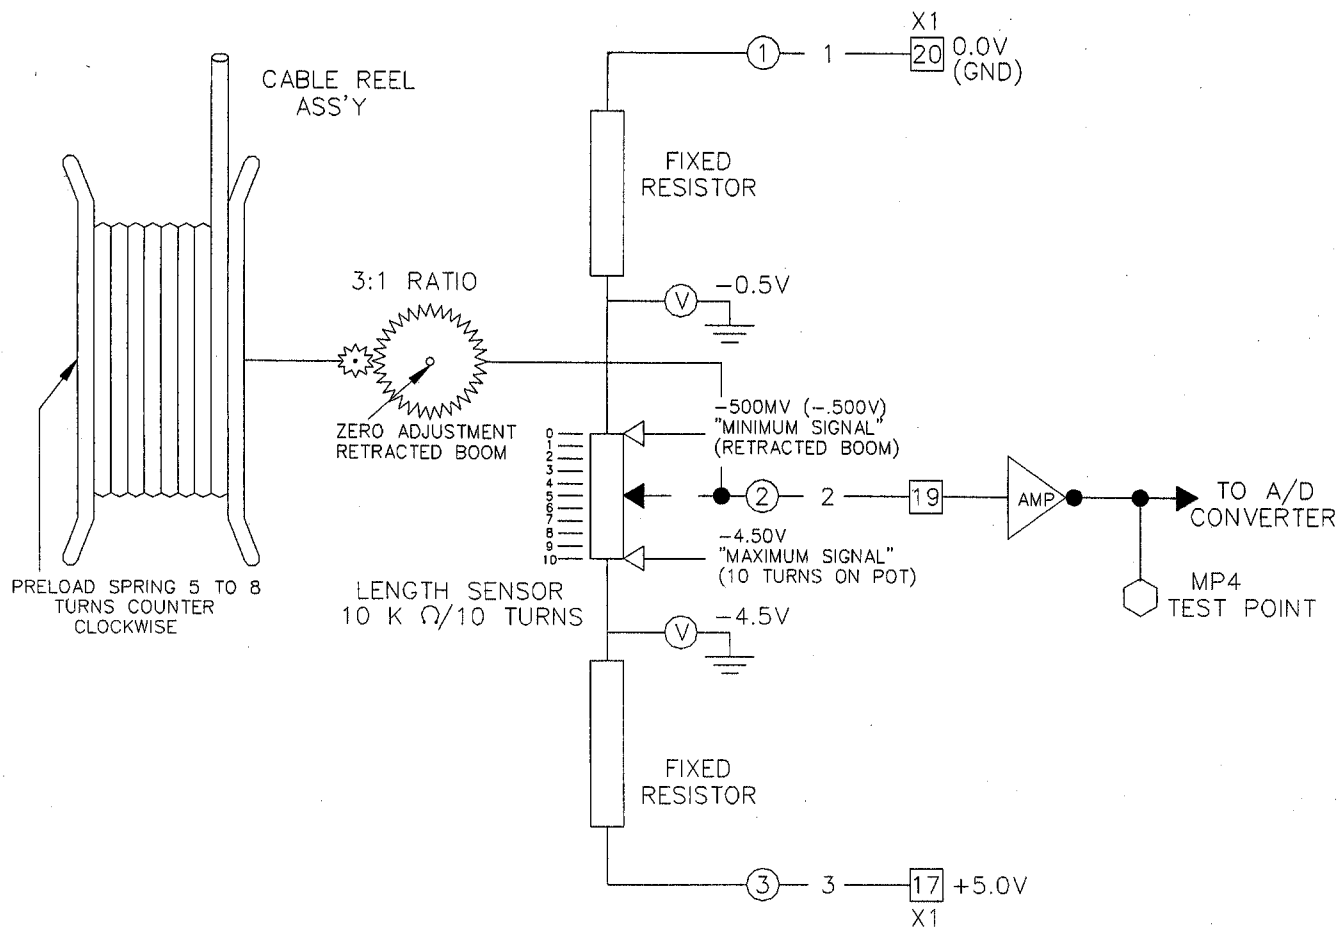 X1
1
1
20
0.0V
(GND)
CABLE REEL
ASS'Y
FIXED
RESISTOR
3:1 RATIO
V
-0.5V
ZERO ADJUSTMENT
RETRACTED BOOM
-500MV (-.500V)
"MINIMUM SIGNAL"
(RETRACTED BOOM)
0
1
2
3
4
5
6
7
8
9
10
2
2
19
AMP
TO A/D
CONVERTER
-4.50V
"MAXIMUM SIGNAL"
(10 TURNS ON POT)
PRELOAD SPRING 5 TO 8
TURNS COUNTER
CLOCKWISE
LENGTH SENSOR
10 K Ω/10 TURNS
MP4
TEST POINT
V
-4.5V
FIXED
RESISTOR
3
3
17
+5.0V
X1